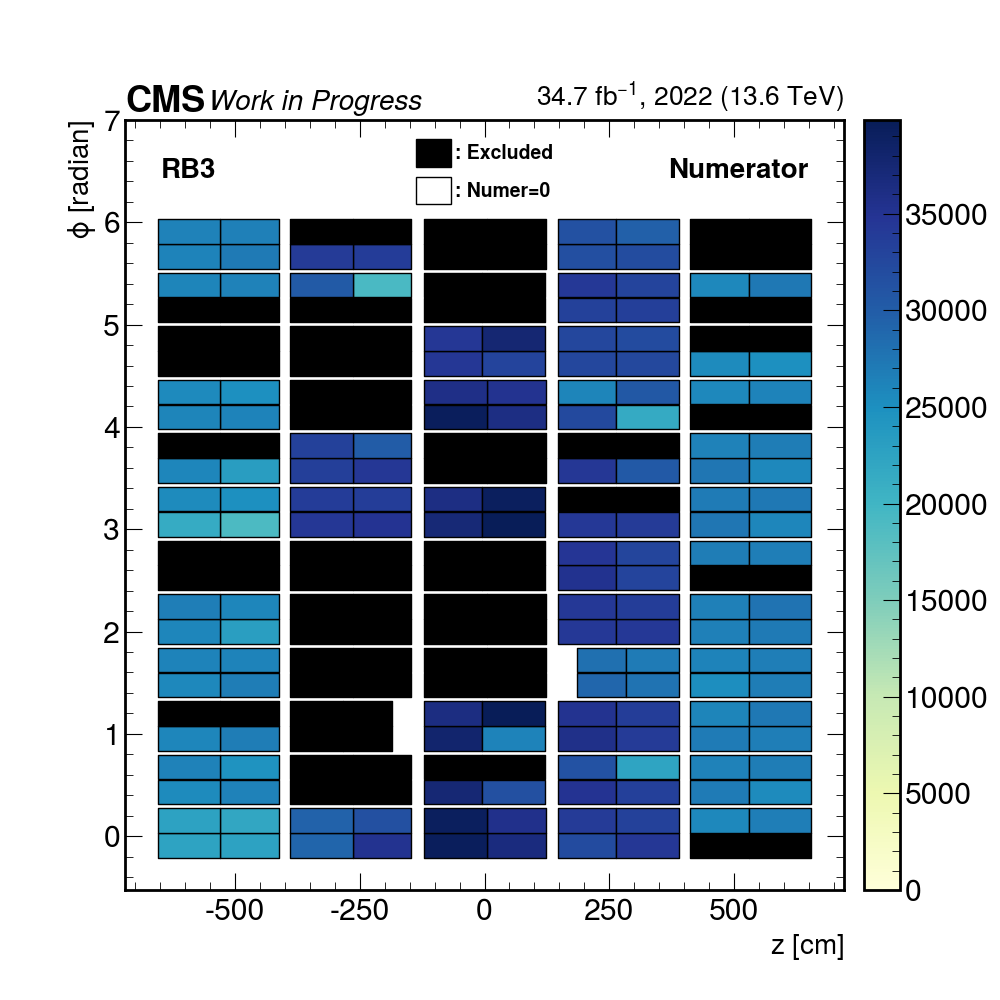 CMS Work in Progress 34.7 fb⁻¹, 2022 (13.6 TeV)
RB3
: Excluded
: Numer=0
Numerator
ϕ [radian]
7
6
5
4
3
2
1
0
-500 -250 0 250 500
z [cm]
35000
30000
25000
20000
15000
10000
5000
0